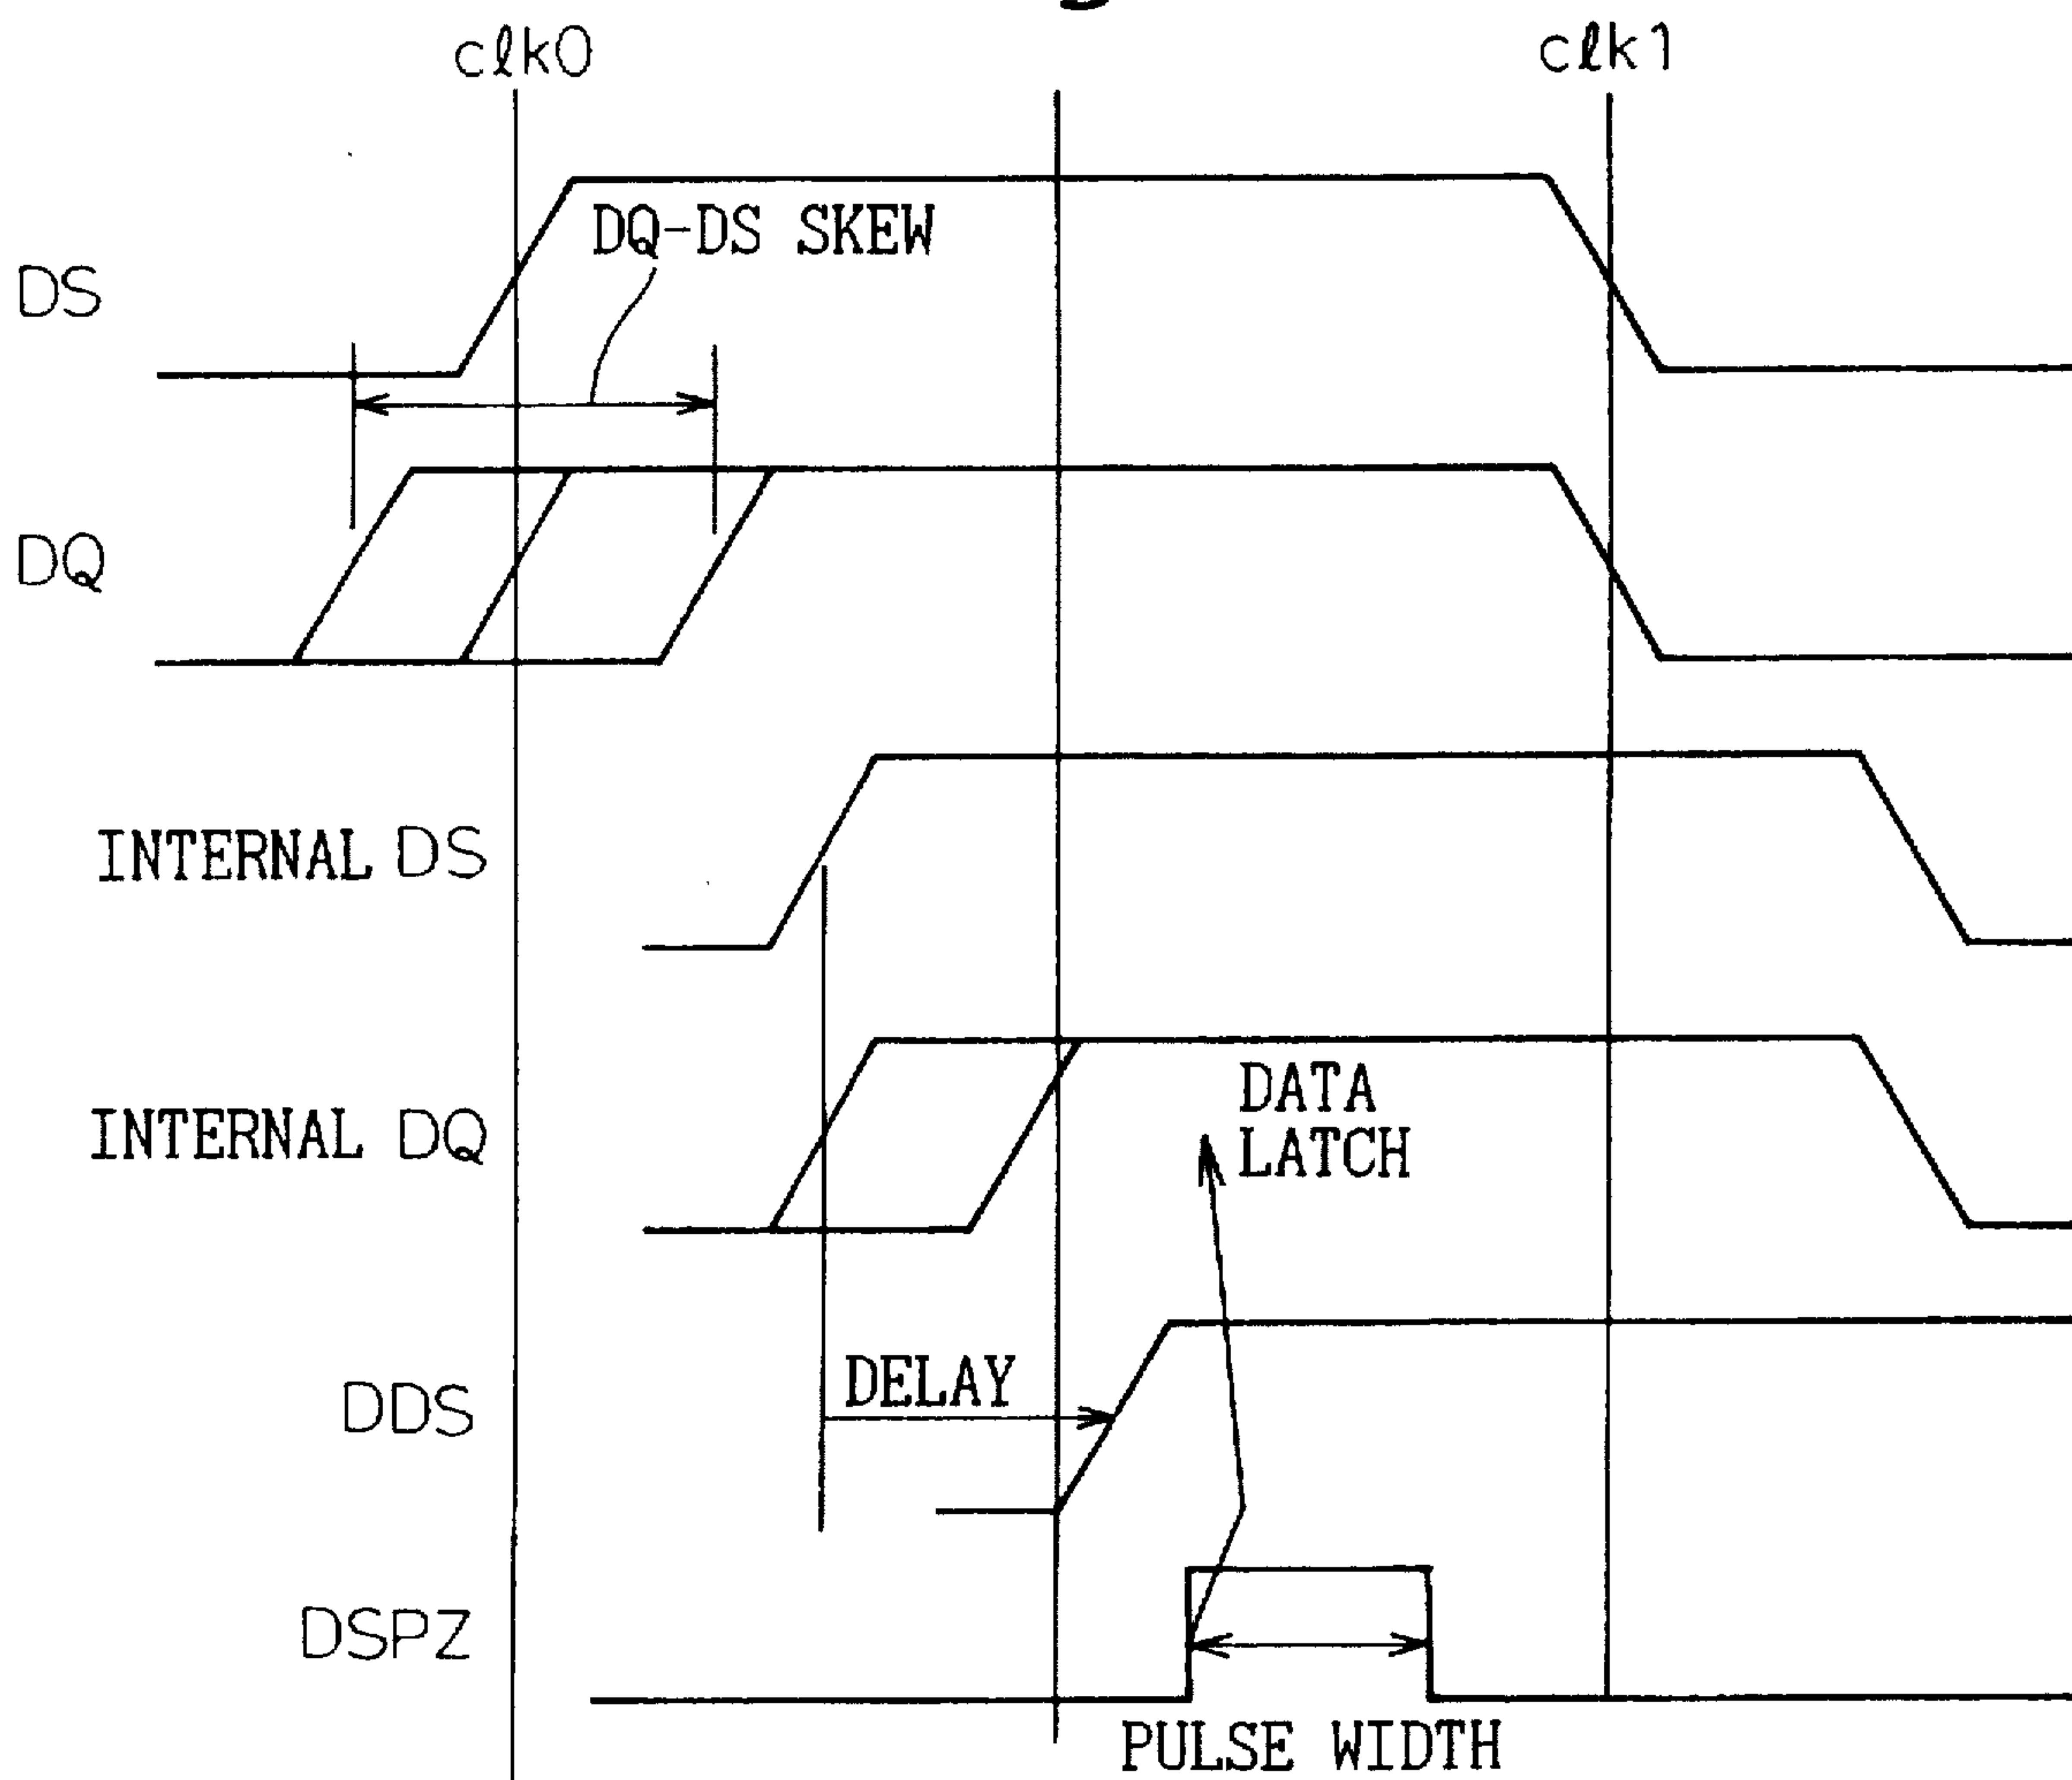 clk0 clk1
DQ-DS SKEW
DS
DQ
INTERNAL DS
DATA
LATCH
INTERNAL DQ
DELAY
DDS
DSPZ
PULSE WIDTH